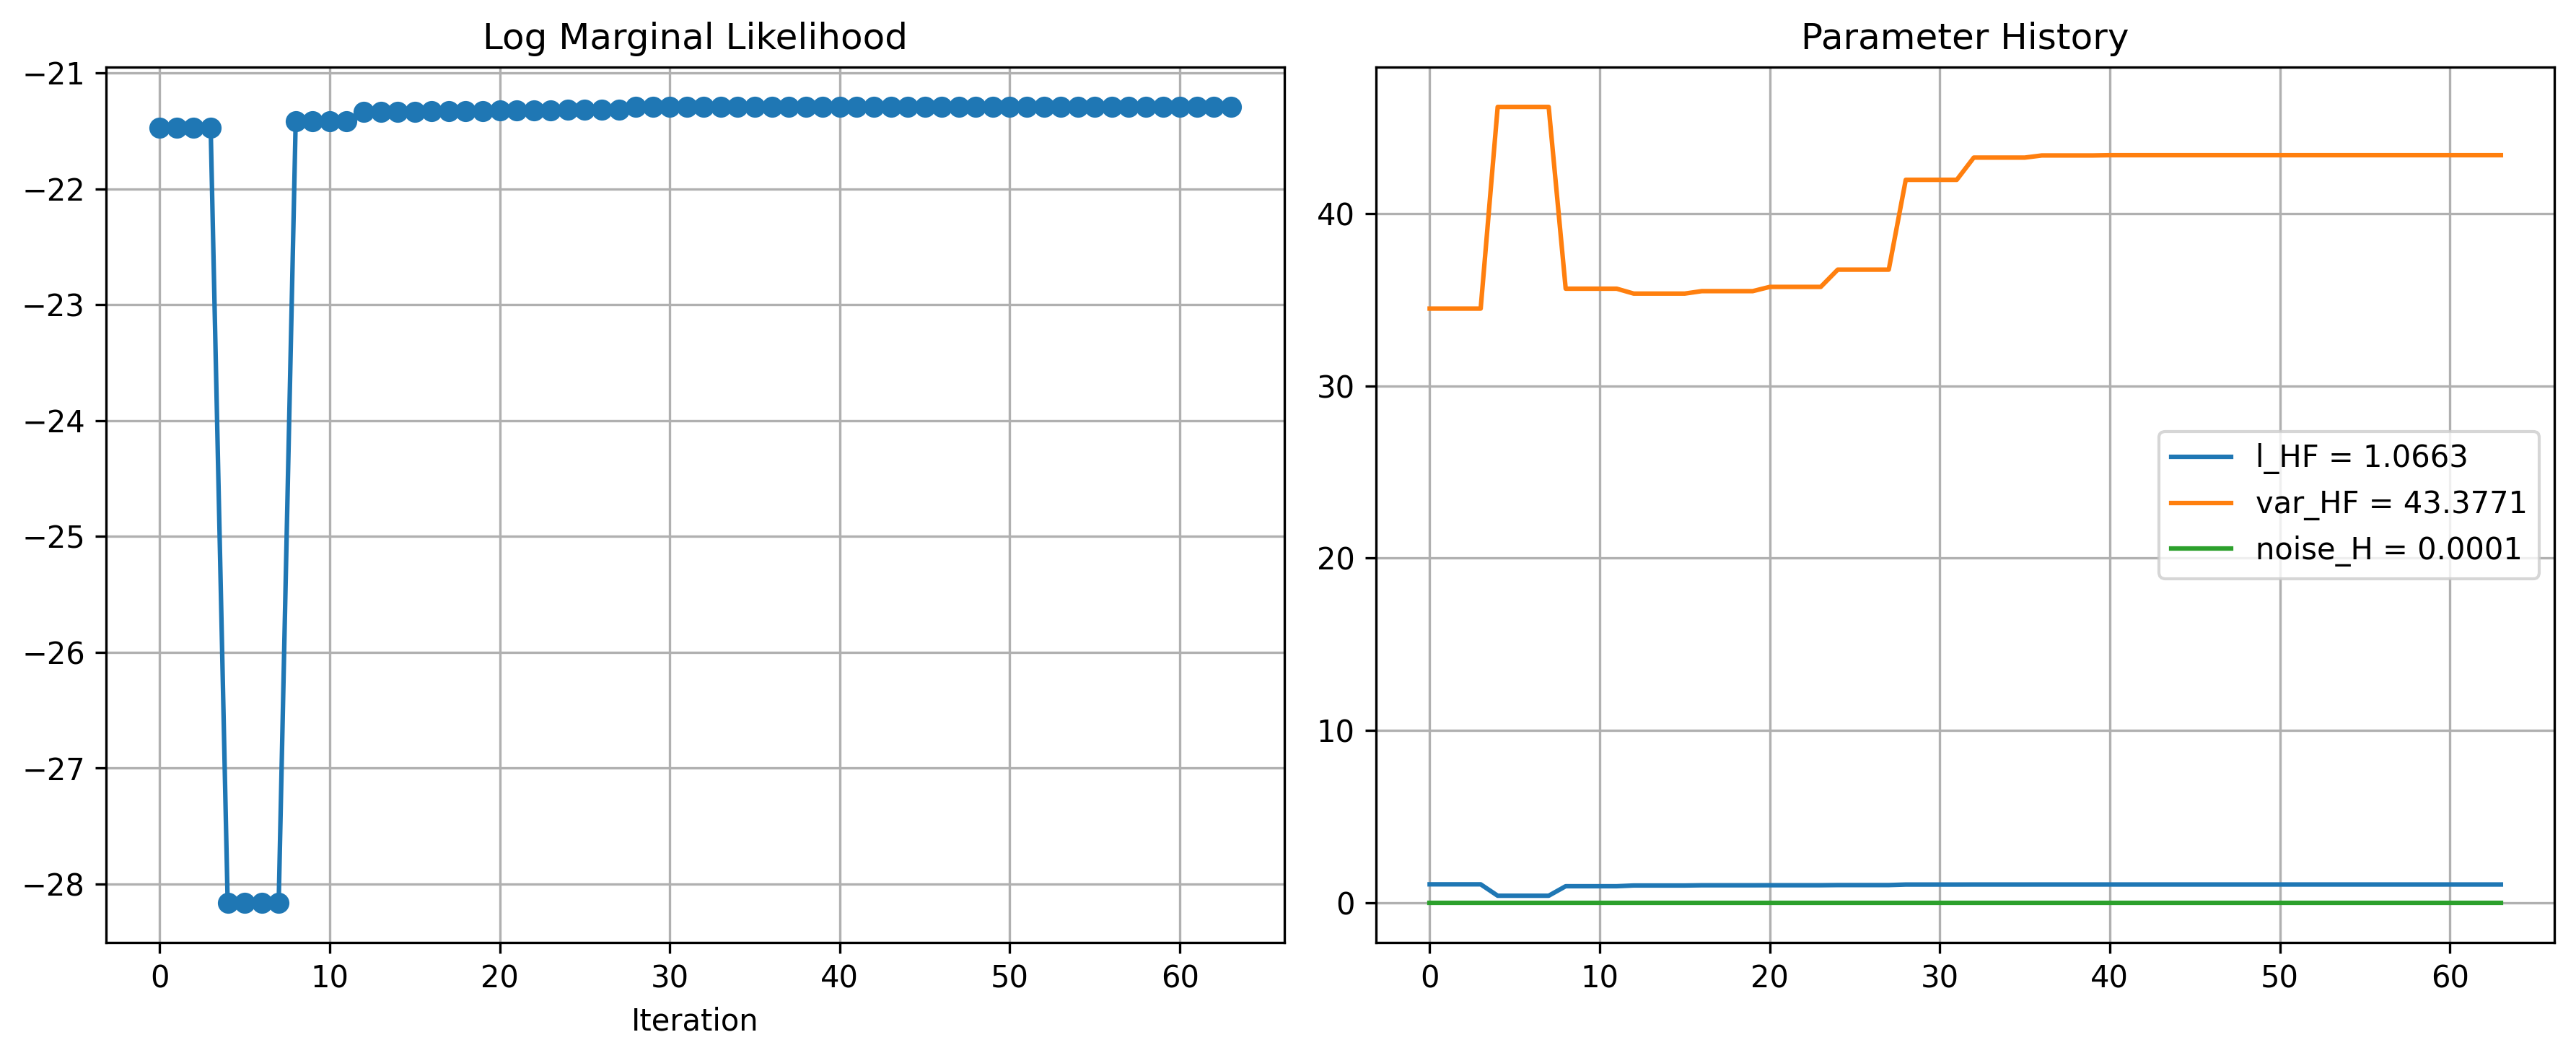 Log Marginal Likelihood
−21
−22
−23
−24
−25
−26
−27
−28
0 10 20 30 40 50 60
Iteration
Parameter History
40
30
20
10
0
l_HF = 1.0663
var_HF = 43.3771
noise_H = 0.0001
0 10 20 30 40 50 60